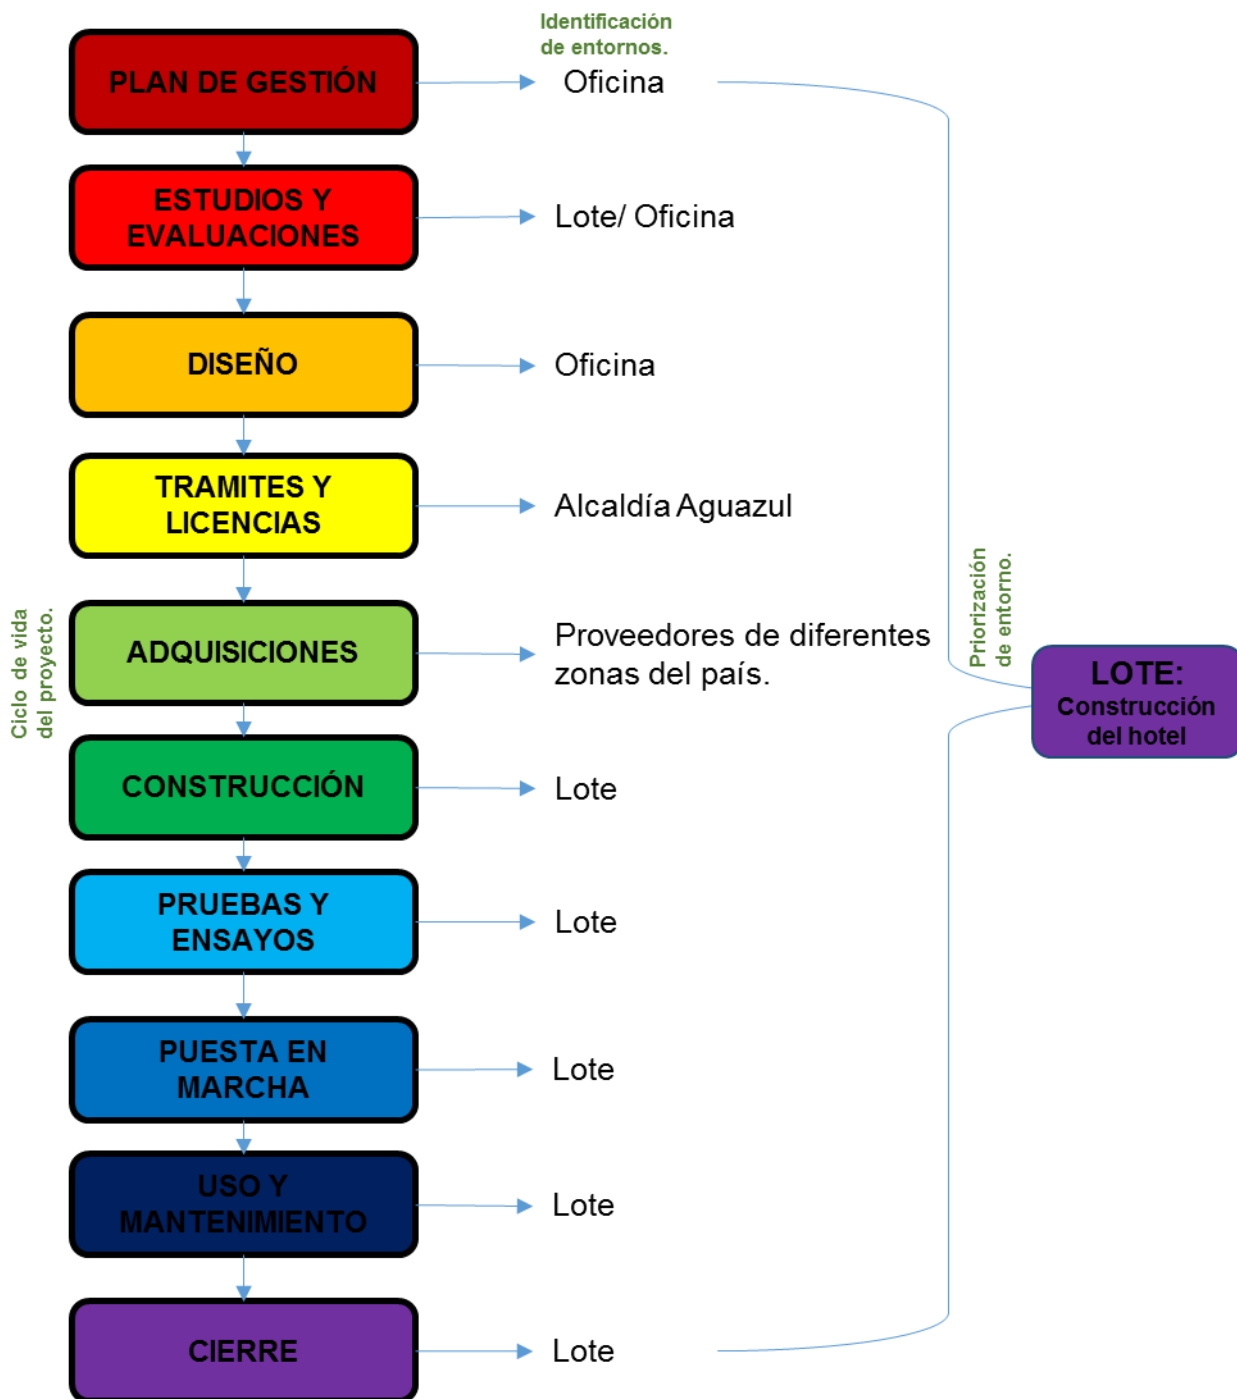 Identificación
de entornos.
PLAN DE GESTIÓN
Oficina
ESTUDIOS Y
EVALUACIONES
Lote/ Oficina
DISEÑO
Oficina
TRAMITES Y
LICENCIAS
Alcaldía Aguazul
Ciclo de vida
del proyecto.
ADQUISICIONES
Proveedores de diferentes
zonas del país.
Priorización
de entorno.
LOTE:
Construcción
del hotel
CONSTRUCCIÓN
Lote
PRUEBAS Y
ENSAYOS
Lote
PUESTA EN
MARCHA
Lote
USO Y
MANTENIMIENTO
Lote
CIERRE
Lote